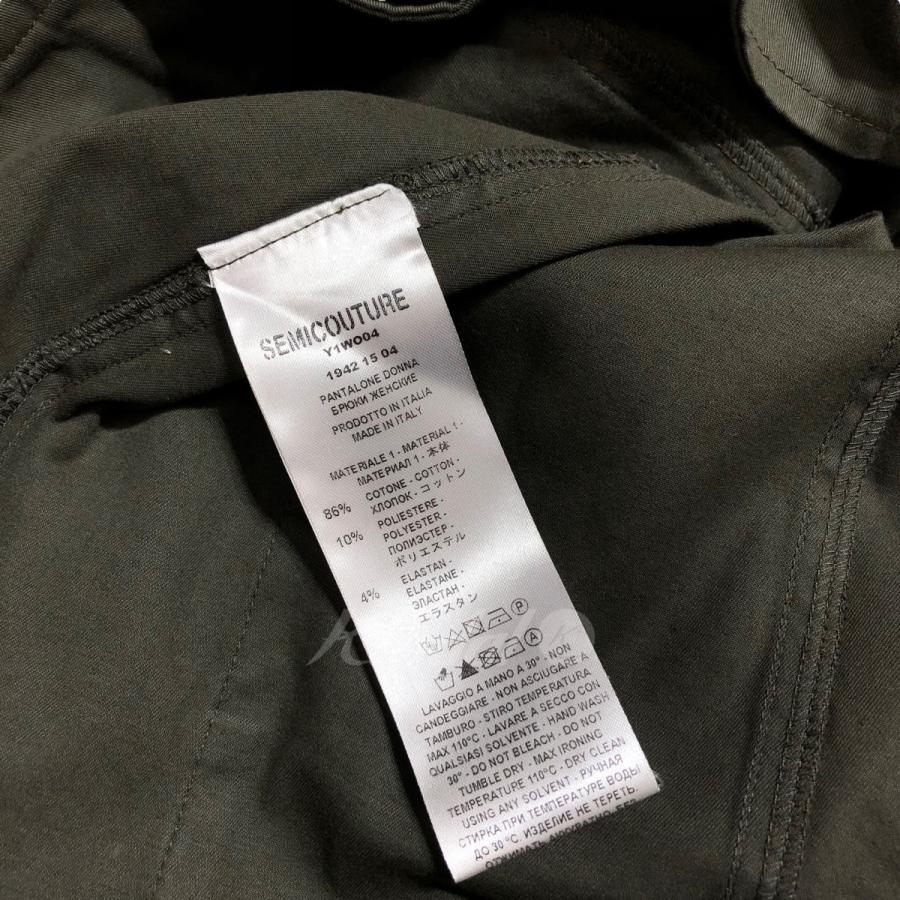 SEMICOUTURE
Y1WO04
1942 15 04
PANTALONE DONNA
БРЮКИ ЖЕНСКИЕ
PRODOTTO IN ITALIA
MADE IN ITALY
MATERIALE 1 - MATERIAL 1 -
МАТЕРИАЛ 1 - 本体
86% COTONE - COTTON -
ХЛОПОК - コットン
10% POLIESTERE -
POLYESTER -
ПОЛИЭСТЕР -
ポリエステル
4% ELASTAN -
ELASTANE -
ЭЛАСТАН -
エラスタン
P
A
LAVAGGIO A MANO A 30° - NON
CANDEGGIARE - NON ASCIUGARE A
TAMBURO - STIRO TEMPERATURA
MAX 110°C - LAVARE A SECCO CON
QUALSIASI SOLVENTE - HAND WASH
30° - DO NOT BLEACH - DO NOT
TUMBLE DRY - MAX IRONING
TEMPERATURE 110°C - DRY CLEAN
USING ANY SOLVENT - РУЧНАЯ
СТИРКА ПРИ ТЕМПЕРАТУРЕ ВОДЫ
ДО 30 °C. ИЗДЕЛИЕ НЕ ТЕРЕТЬ.
ОТЖИМАТЬ АККУРАТНО БЕЗ